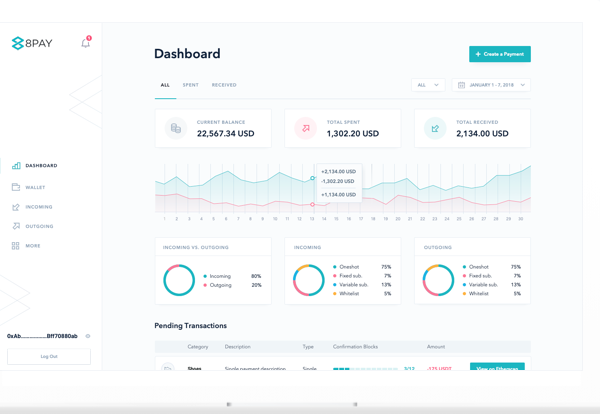 8PAY
1
DASHBOARD
WALLET
INCOMING
OUTGOING
MORE
0xAb...............Bff70880ab
Log Out
Dashboard
+ Create a Payment
ALL SPENT RECEIVED
ALL
JANUARY 1 - 7, 2018
CURRENT BALANCE
22,567.34 USD
TOTAL SPENT
1,302.20 USD
TOTAL RECEIVED
2,134.00 USD
+2,134.00 USD
-1,302.20 USD
+1,134.00 USD
1 2 3 4 5 6 7 8 9 10 11 12 13 14 15 16 17 18 19 20 21 22 23 24 25 26 27 28 29 30
INCOMING VS. OUTGOING
Incoming 80%
Outgoing 20%
INCOMING
Oneshot 75%
Fixed sub. 7%
Variable sub. 13%
Whitelist 5%
OUTGOING
Oneshot 75%
Fixed sub. 7%
Variable sub. 13%
Whitelist 5%
Pending Transactions
Category Description Type Confirmation Blocks Amount
Shops Single payment description Single 3/12 -125 USDT View on Etherscan